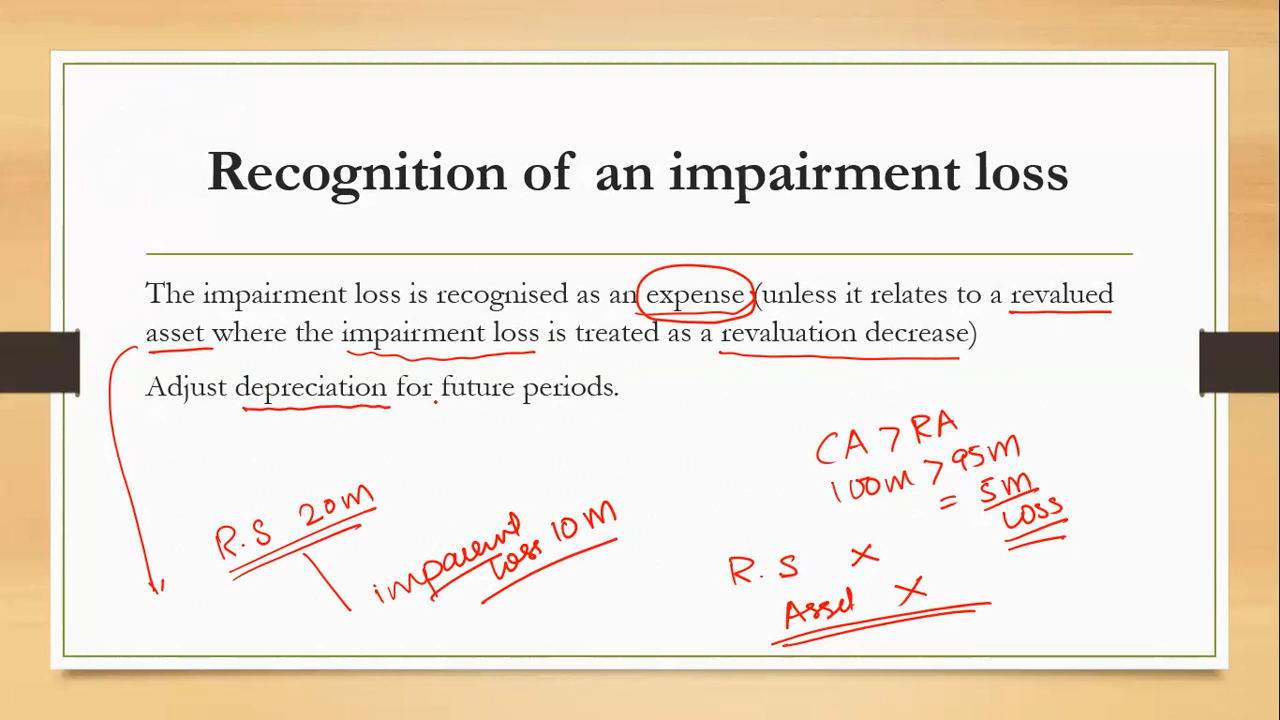 Recognition of an impairment loss
The impairment loss is recognised as an expense (unless it relates to a revalued
asset where the impairment loss is treated as a revaluation decrease)
Adjust depreciation for future periods.
CA > RA
100M > 95M
= 5M
Loss
R.S 20M
impairment
loss 10M
R.S X
Asset X